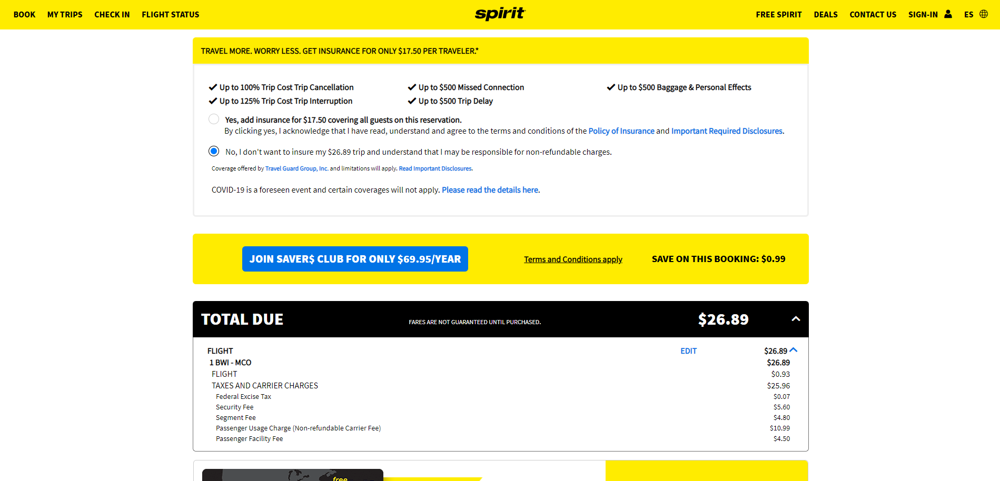 BOOK MY TRIPS CHECK IN FLIGHT STATUS spirit FREE SPIRIT DEALS CONTACT US SIGN-IN ES
TRAVEL MORE. WORRY LESS. GET INSURANCE FOR ONLY $17.50 PER TRAVELER.*
Up to 100% Trip Cost Trip Cancellation Up to $500 Missed Connection Up to $500 Baggage & Personal Effects
Up to 125% Trip Cost Trip Interruption Up to $500 Trip Delay
Yes, add insurance for $17.50 covering all guests on this reservation.
By clicking yes, I acknowledge that I have read, understand and agree to the terms and conditions of the Policy of Insurance and Important Required Disclosures.
No, I don't want to insure my $26.89 trip and understand that I may be responsible for non-refundable charges.
Coverage offered by Travel Guard Group, Inc. and limitations will apply. Read Important Disclosures.
COVID-19 is a foreseen event and certain coverages will not apply. Please read the details here.
JOIN SAVER$ CLUB FOR ONLY $69.95/YEAR Terms and Conditions apply SAVE ON THIS BOOKING: $0.99
TOTAL DUE FARES ARE NOT GUARANTEED UNTIL PURCHASED. $26.89
FLIGHT EDIT $26.89
1 BWI - MCO $26.89
FLIGHT $0.93
TAXES AND CARRIER CHARGES $25.96
Federal Excise Tax $0.07
Security Fee $5.60
Segment Fee $4.80
Passenger Usage Charge (Non-refundable Carrier Fee) $10.99
Passenger Facility Fee $4.50
free